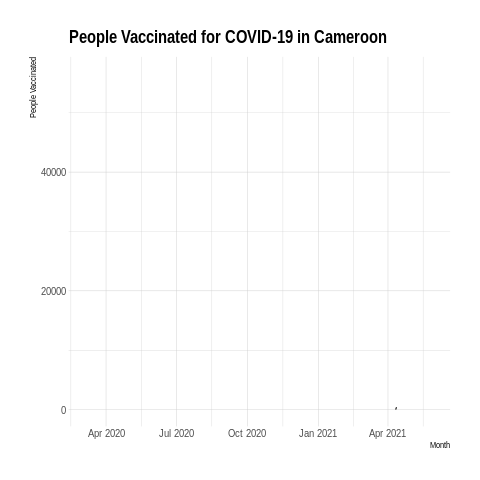 People Vaccinated for COVID-19 in Cameroon
People Vaccinated
40000
20000
0
Apr 2020 Jul 2020 Oct 2020 Jan 2021 Apr 2021
Month